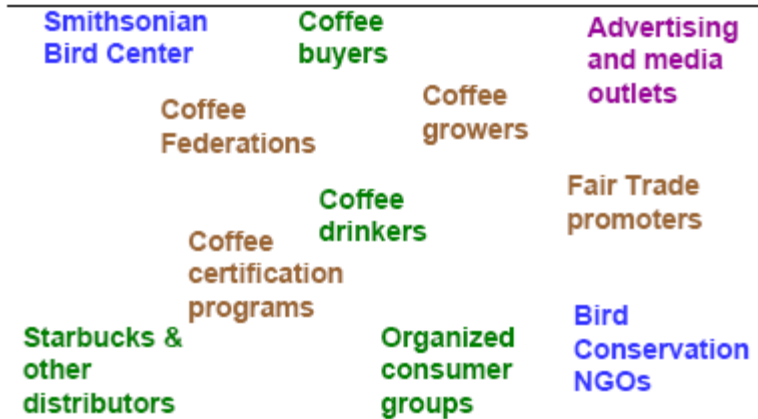 Smithsonian
Bird Center
Coffee
buyers
Advertising
and media
outlets
Coffee
Federations
Coffee
growers
Fair Trade
promoters
Coffee
drinkers
Coffee
certification
programs
Starbucks &
other
distributors
Organized
consumer
groups
Bird
Conservation
NGOs